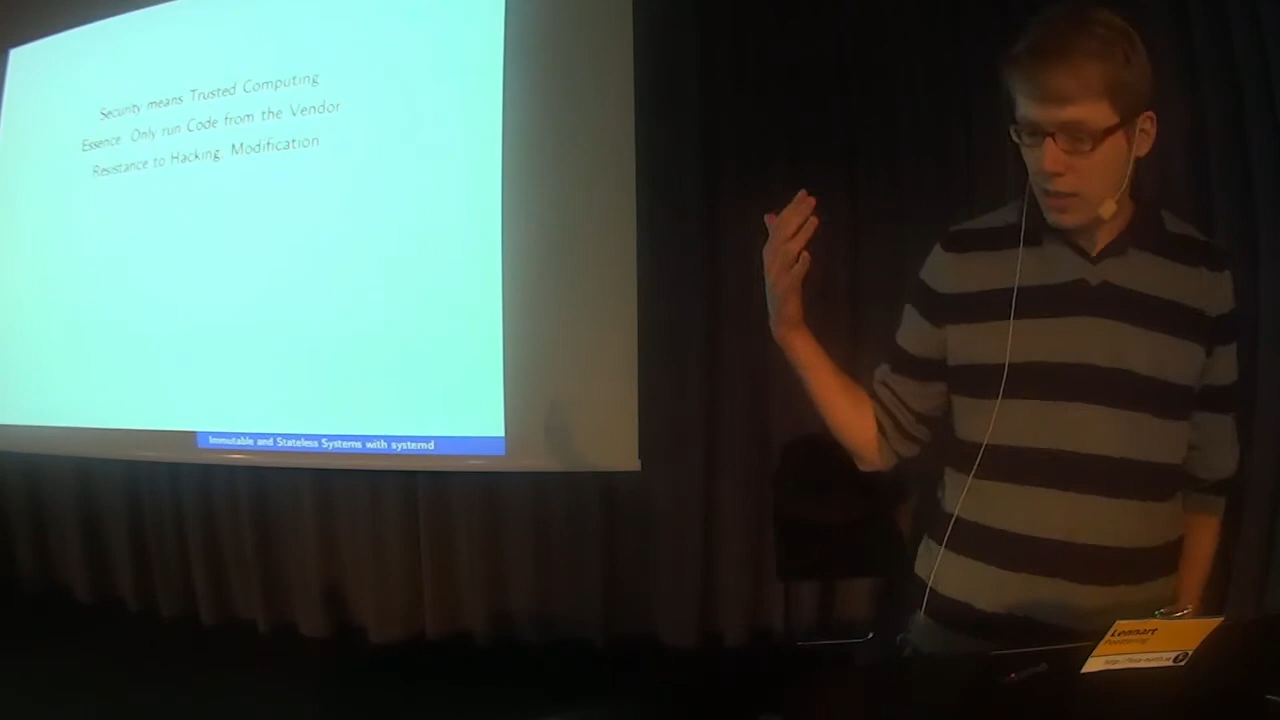 Security means Trusted Computing
Essence: Only run Code from the Vendor
Resistance to Hacking, Modification
Immutable and Stateless Systems with systemd
Lennart
Poettering